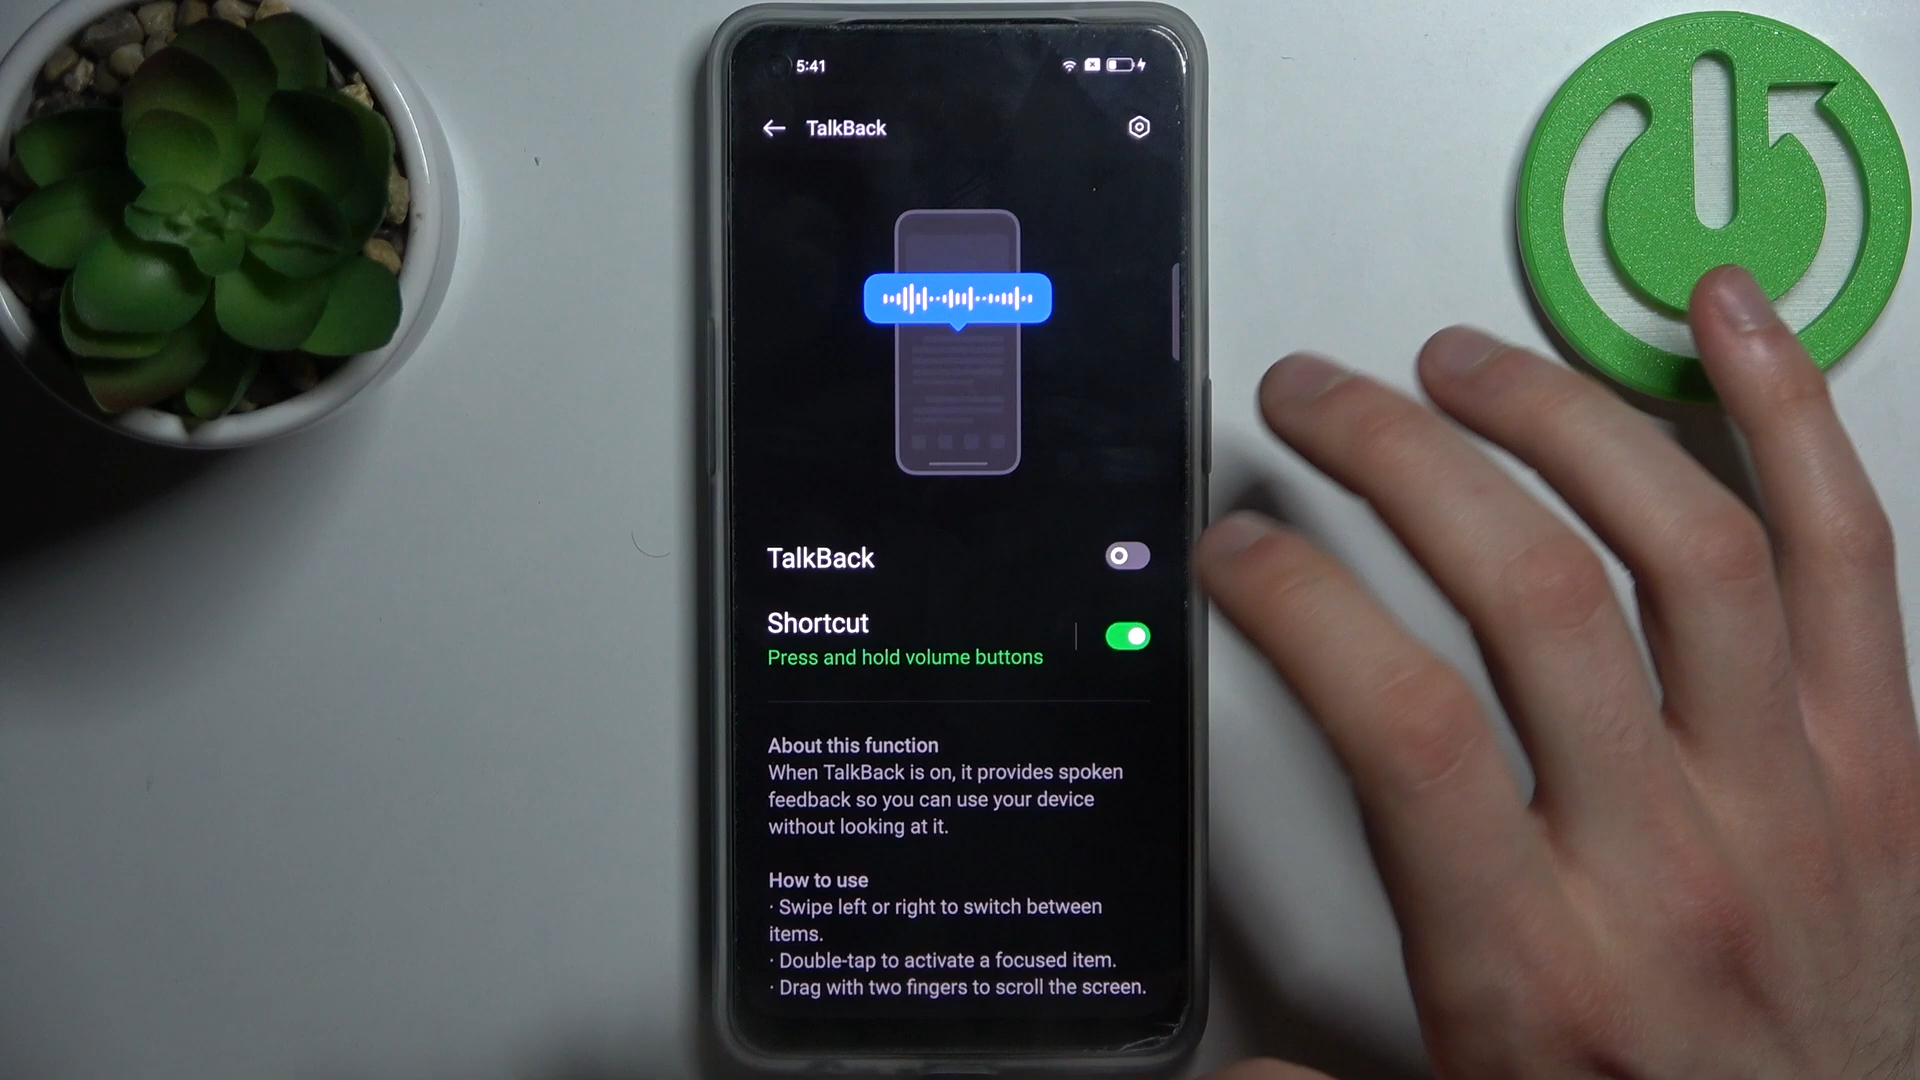 5:41
TalkBack
TalkBack
Shortcut
Press and hold volume buttons
About this function
When TalkBack is on, it provides spoken
feedback so you can use your device
without looking at it.
How to use
· Swipe left or right to switch between
items.
· Double-tap to activate a focused item.
· Drag with two fingers to scroll the screen.